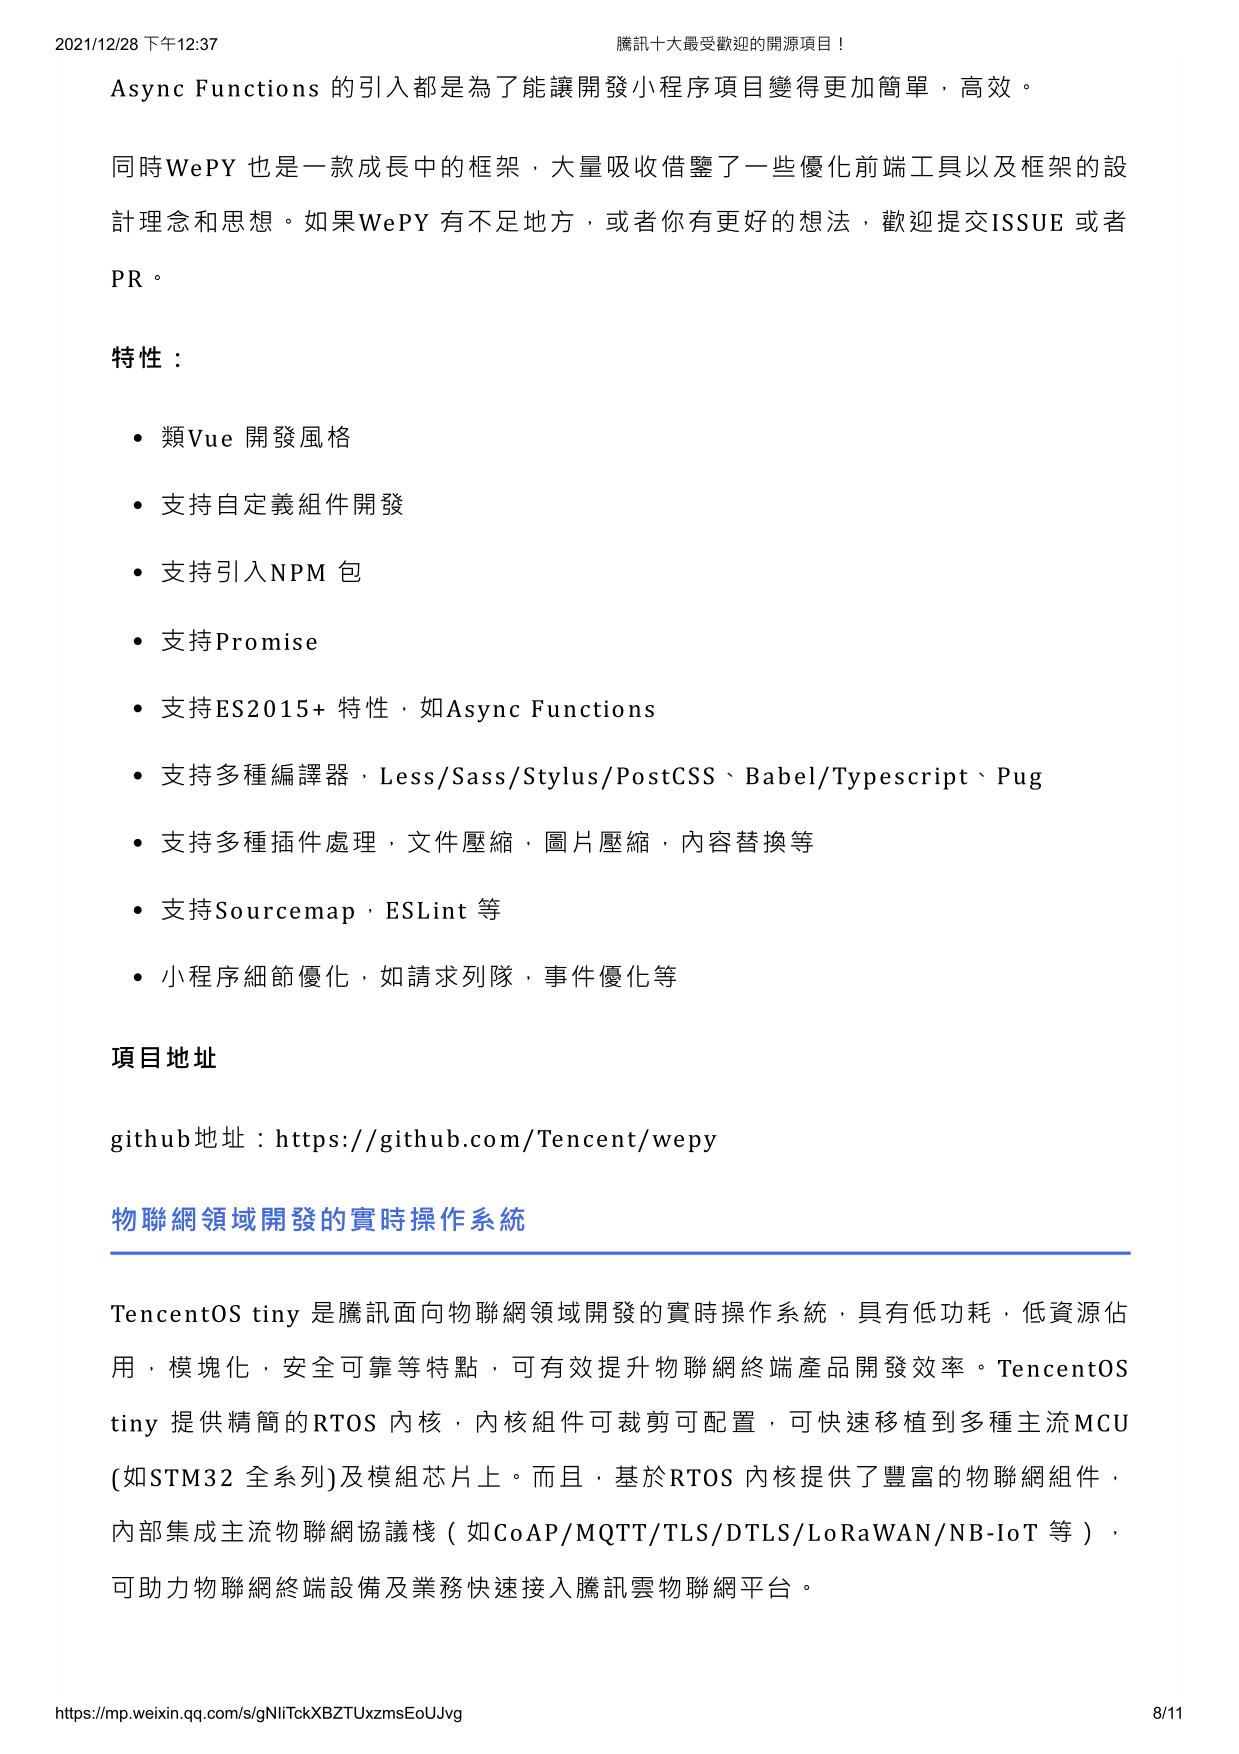 2021/12/28 下午12:37
騰訊十大最受歡迎的開源項目！
Async Functions 的引入都是為了能讓開發小程序項目變得更加簡單，高效。
同時WePY 也是一款成長中的框架，大量吸收借鑒了一些優化前端工具以及框架的設
計理念和思想。如果WePY 有不足地方，或者你有更好的想法，歡迎提交ISSUE 或者
PR。
特性：
• 類Vue 開發風格
• 支持自定義組件開發
• 支持引入NPM 包
• 支持Promise
• 支持ES2015+ 特性，如Async Functions
• 支持多種編譯器，Less/Sass/Stylus/PostCSS、Babel/Typescript、Pug
• 支持多種插件處理，文件壓縮，圖片壓縮，內容替換等
• 支持Sourcemap，ESLint 等
• 小程序細節優化，如請求列隊，事件優化等
項目地址
github地址：https://github.com/Tencent/wepy
物聯網領域開發的實時操作系統
TencentOS tiny 是騰訊面向物聯網領域開發的實時操作系統，具有低功耗，低資源佔
用，模塊化，安全可靠等特點，可有效提升物聯網終端產品開發效率。TencentOS
tiny 提供精簡的RTOS 內核，內核組件可裁剪可配置，可快速移植到多種主流MCU
(如STM32 全系列)及模組芯片上。而且，基於RTOS 內核提供了豐富的物聯網組件，
內部集成主流物聯網協議棧（如CoAP/MQTT/TLS/DTLS/LoRaWAN/NB-IoT 等），
可助力物聯網終端設備及業務快速接入騰訊雲物聯網平台。
https://mp.weixin.qq.com/s/gNIiTckXBZTUxzmsEoUJvg
8/11